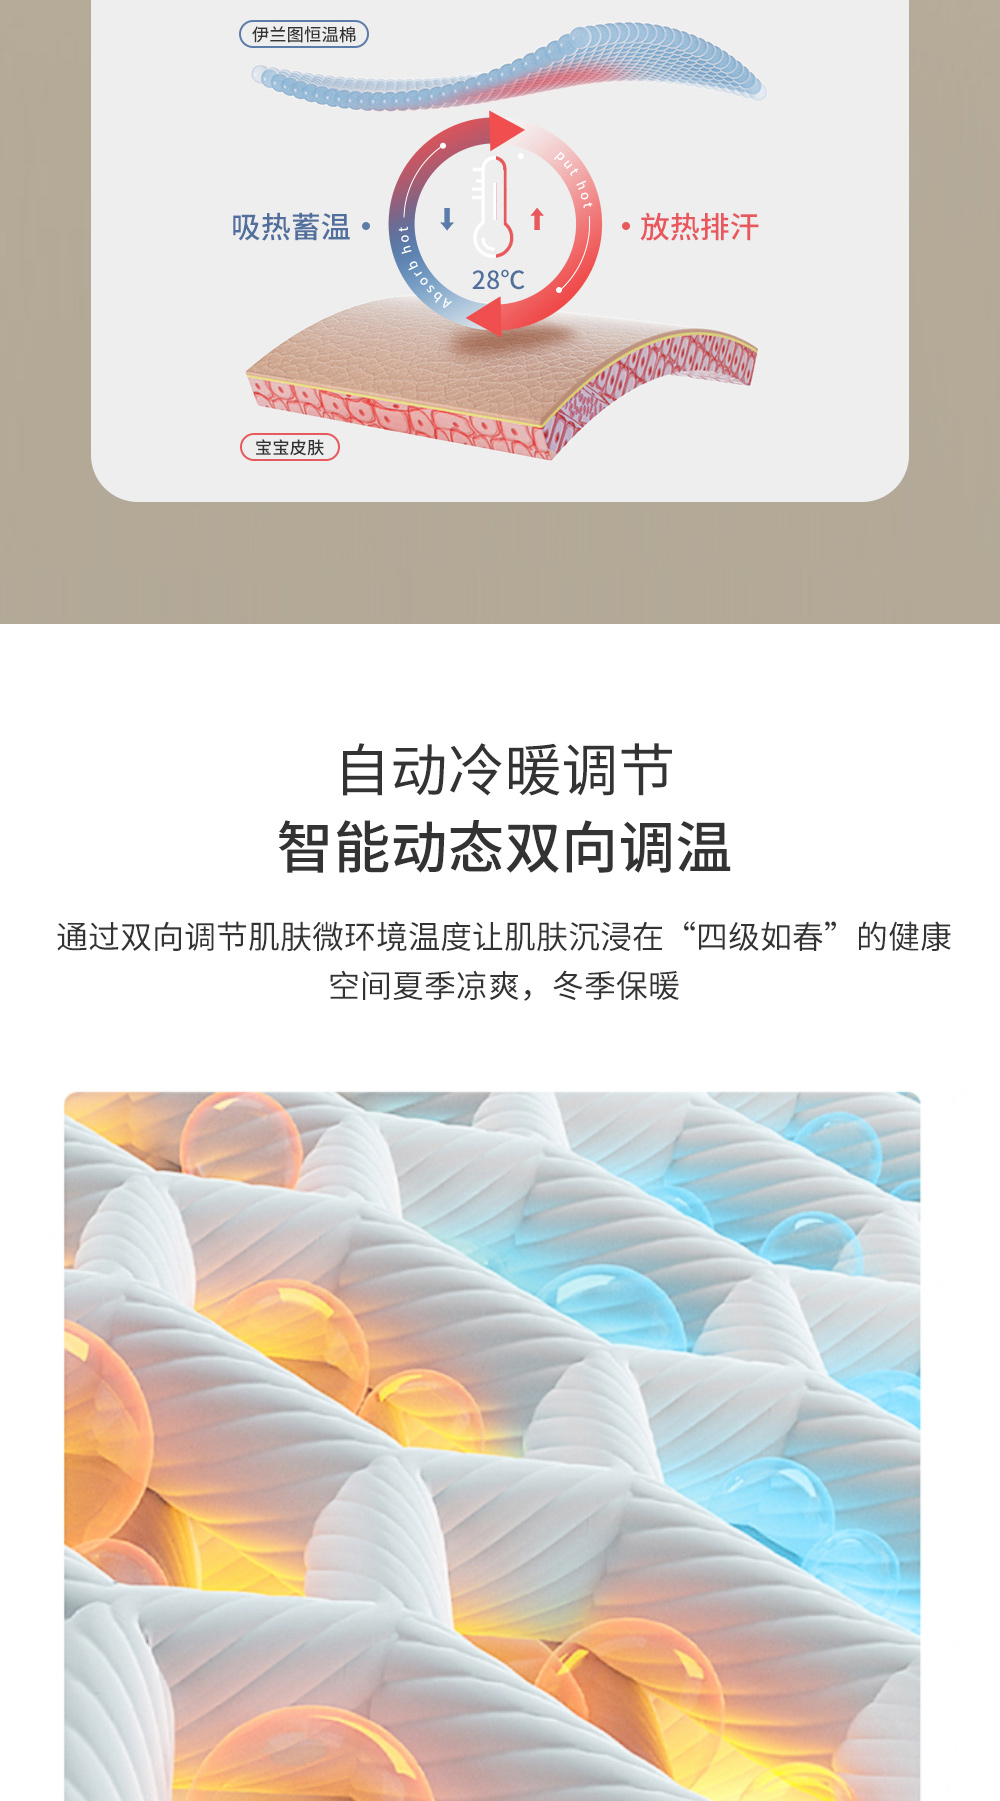 伊兰图恒温棉
put hot
吸热蓄温
放热排汗
Absorb hot
28℃
宝宝皮肤
自动冷暖调节
智能动态双向调温
通过双向调节肌肤微环境温度让肌肤沉浸在“四级如春”的健康
空间夏季凉爽，冬季保暖